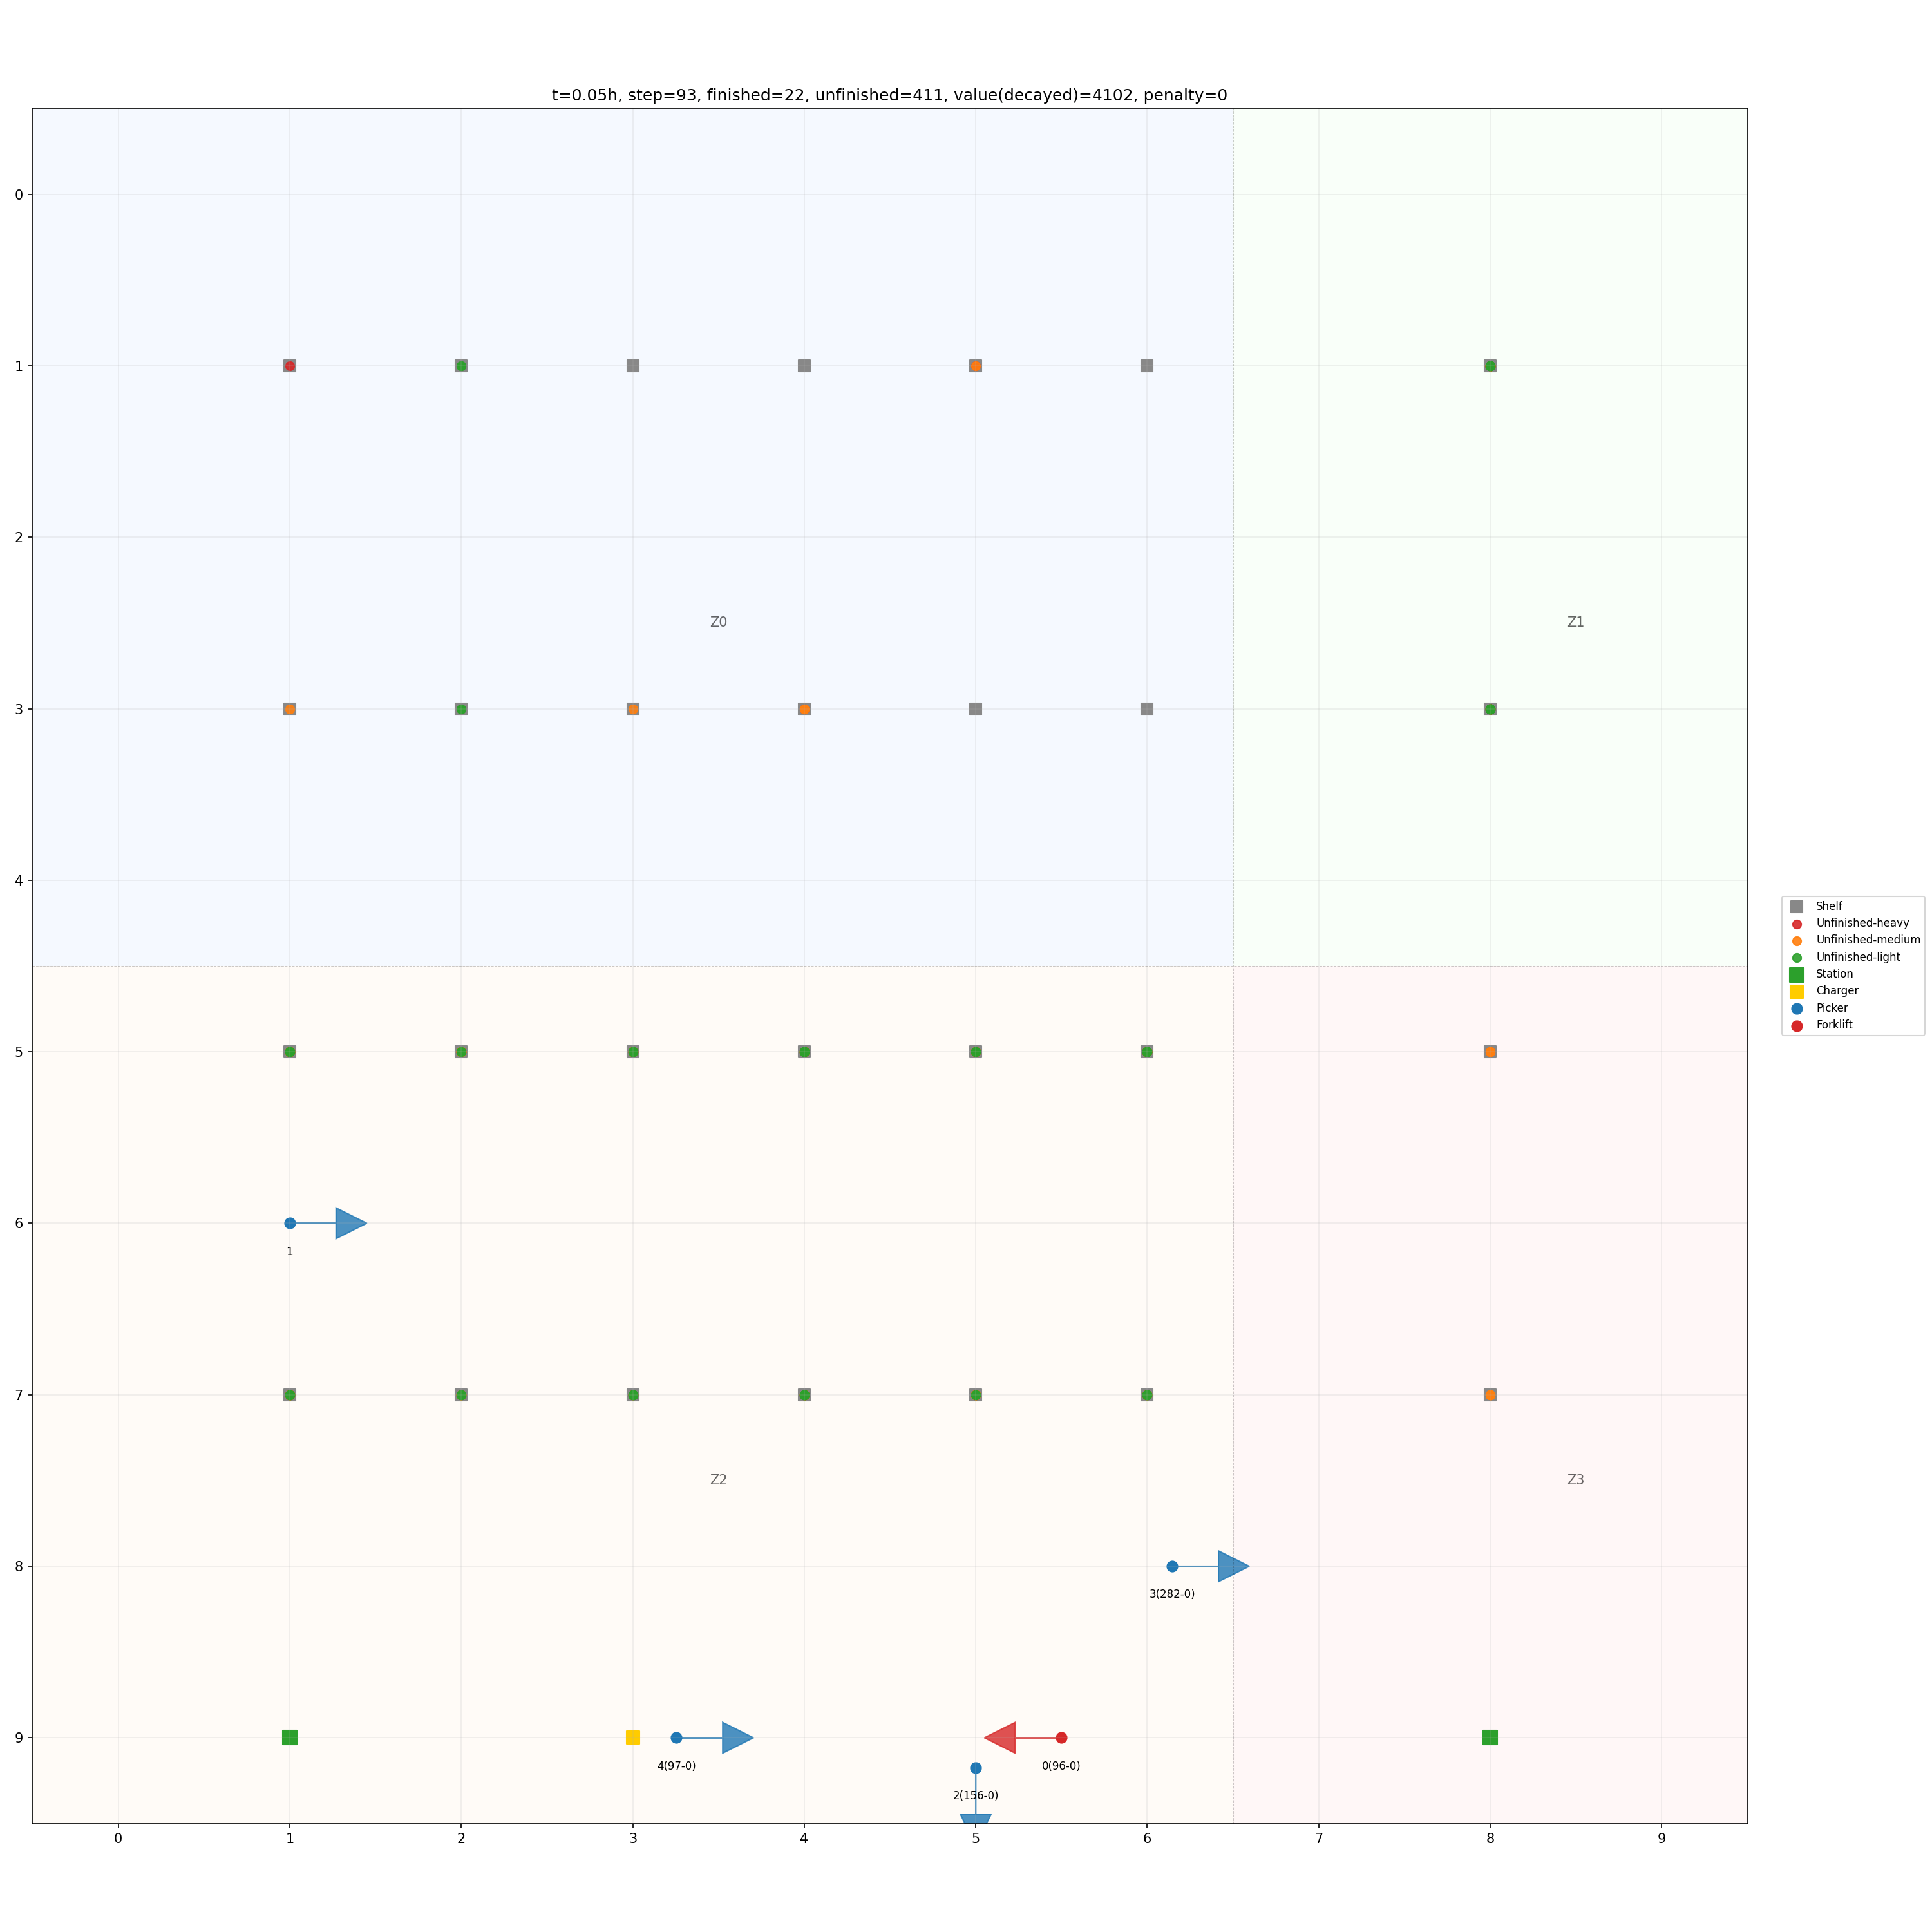 t=0.05h, step=93, finished=22, unfinished=411, value(decayed)=4102, penalty=0
0
1
2
Z0
Z1
3
4
Shelf
Unfinished-heavy
Unfinished-medium
Unfinished-light
Station
Charger
Picker
Forklift
5
6
1
7
Z2
Z3
8
3(282-0)
9
4(97-0)
0(96-0)
2(156-0)
0 1 2 3 4 5 6 7 8 9